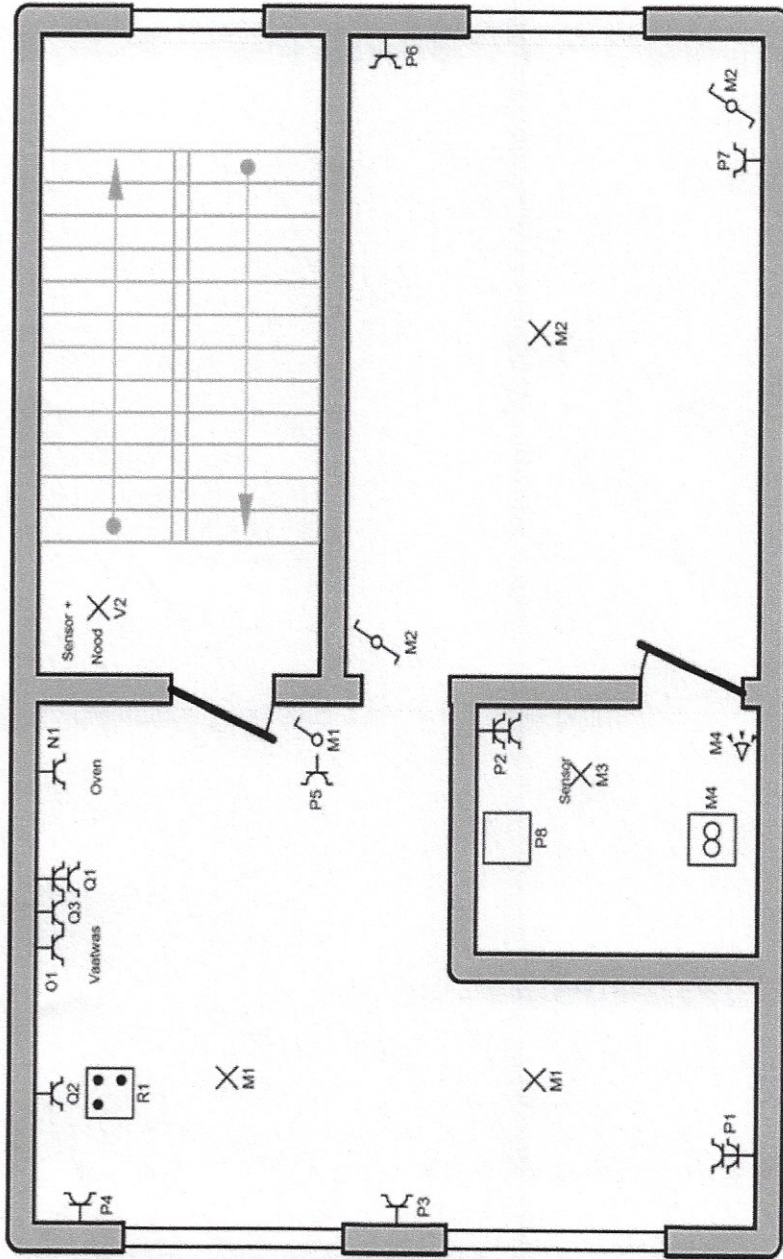 O1
N1
Sensor +
Nood
V2
Q2
Q3
Q1
Vaatwas
Oven
P4
R1
M1
P5
M1
M2
P6
P3
P2
Sensor
M3
P8
M1
M2
M4
M4
P1
P7
M2